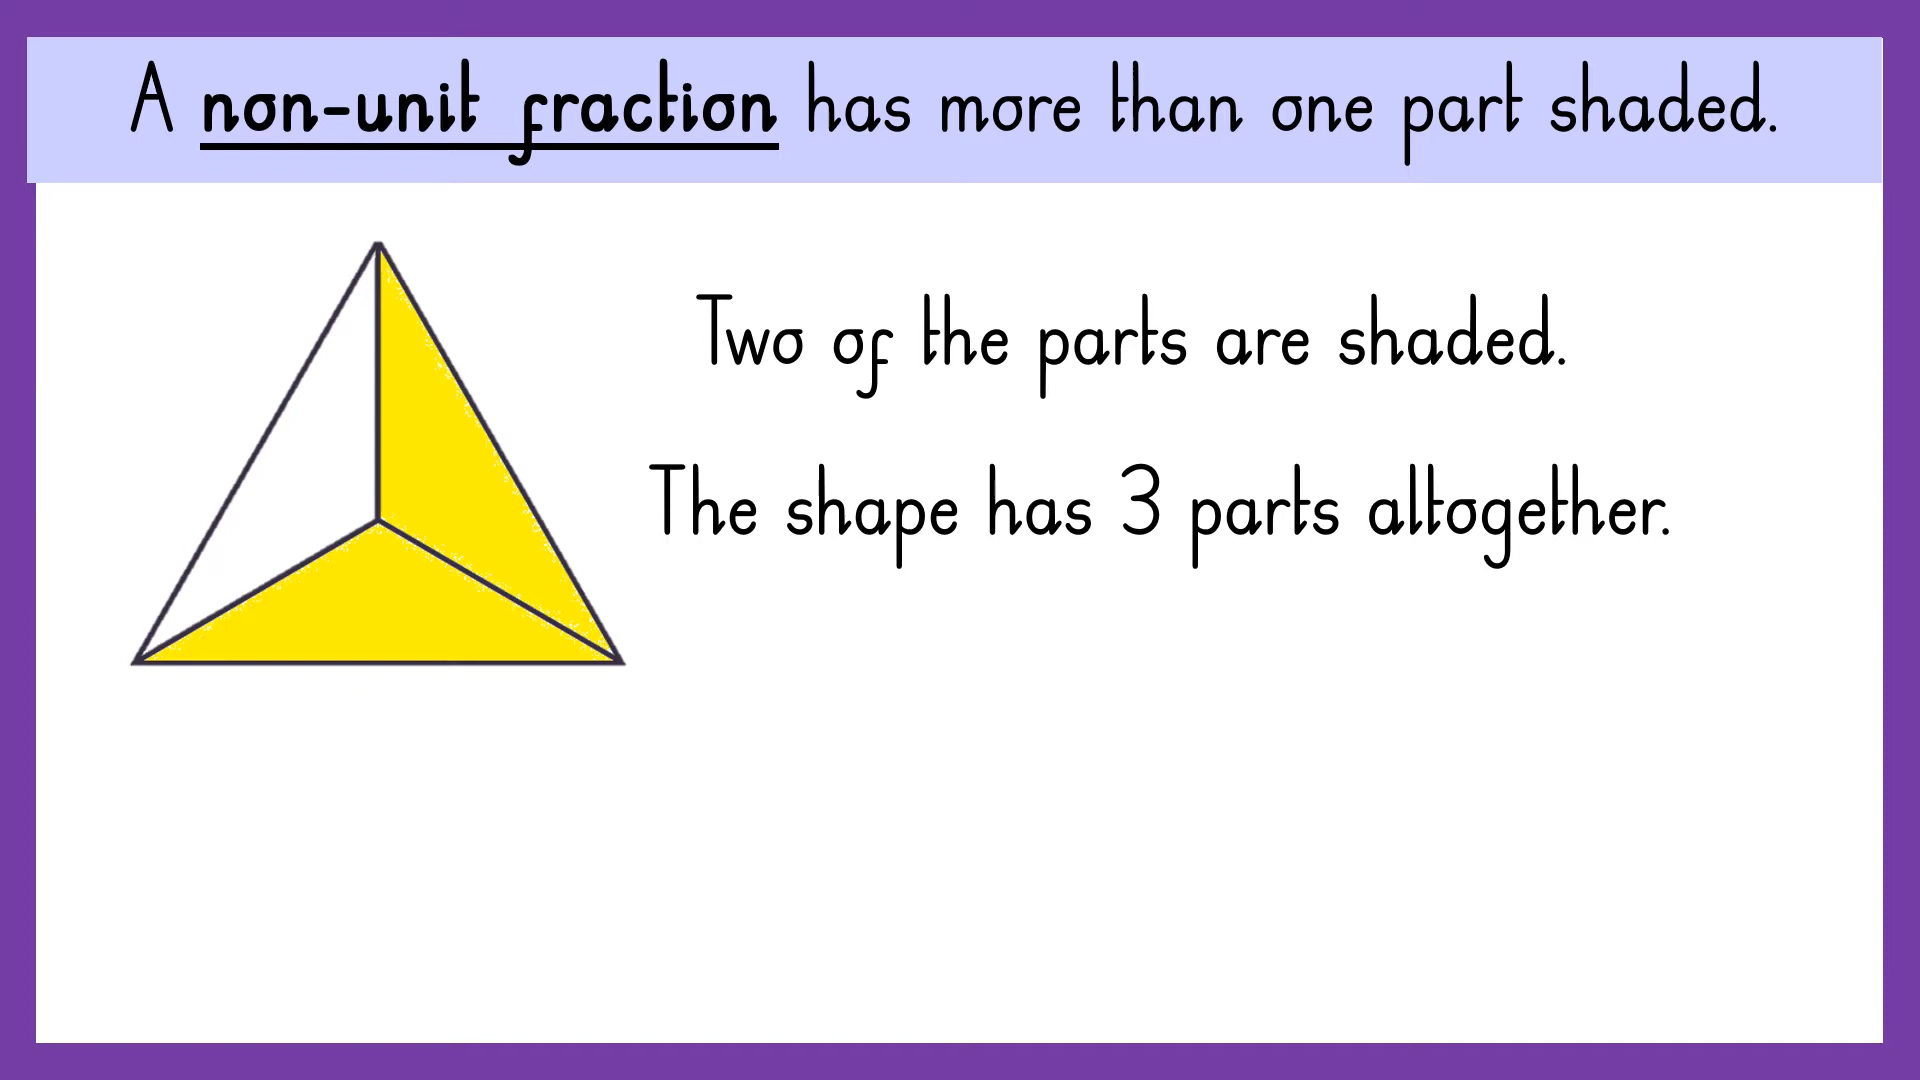 A non-unit fraction has more than one part shaded.
Two of the parts are shaded.
The shape has 3 parts altogether.